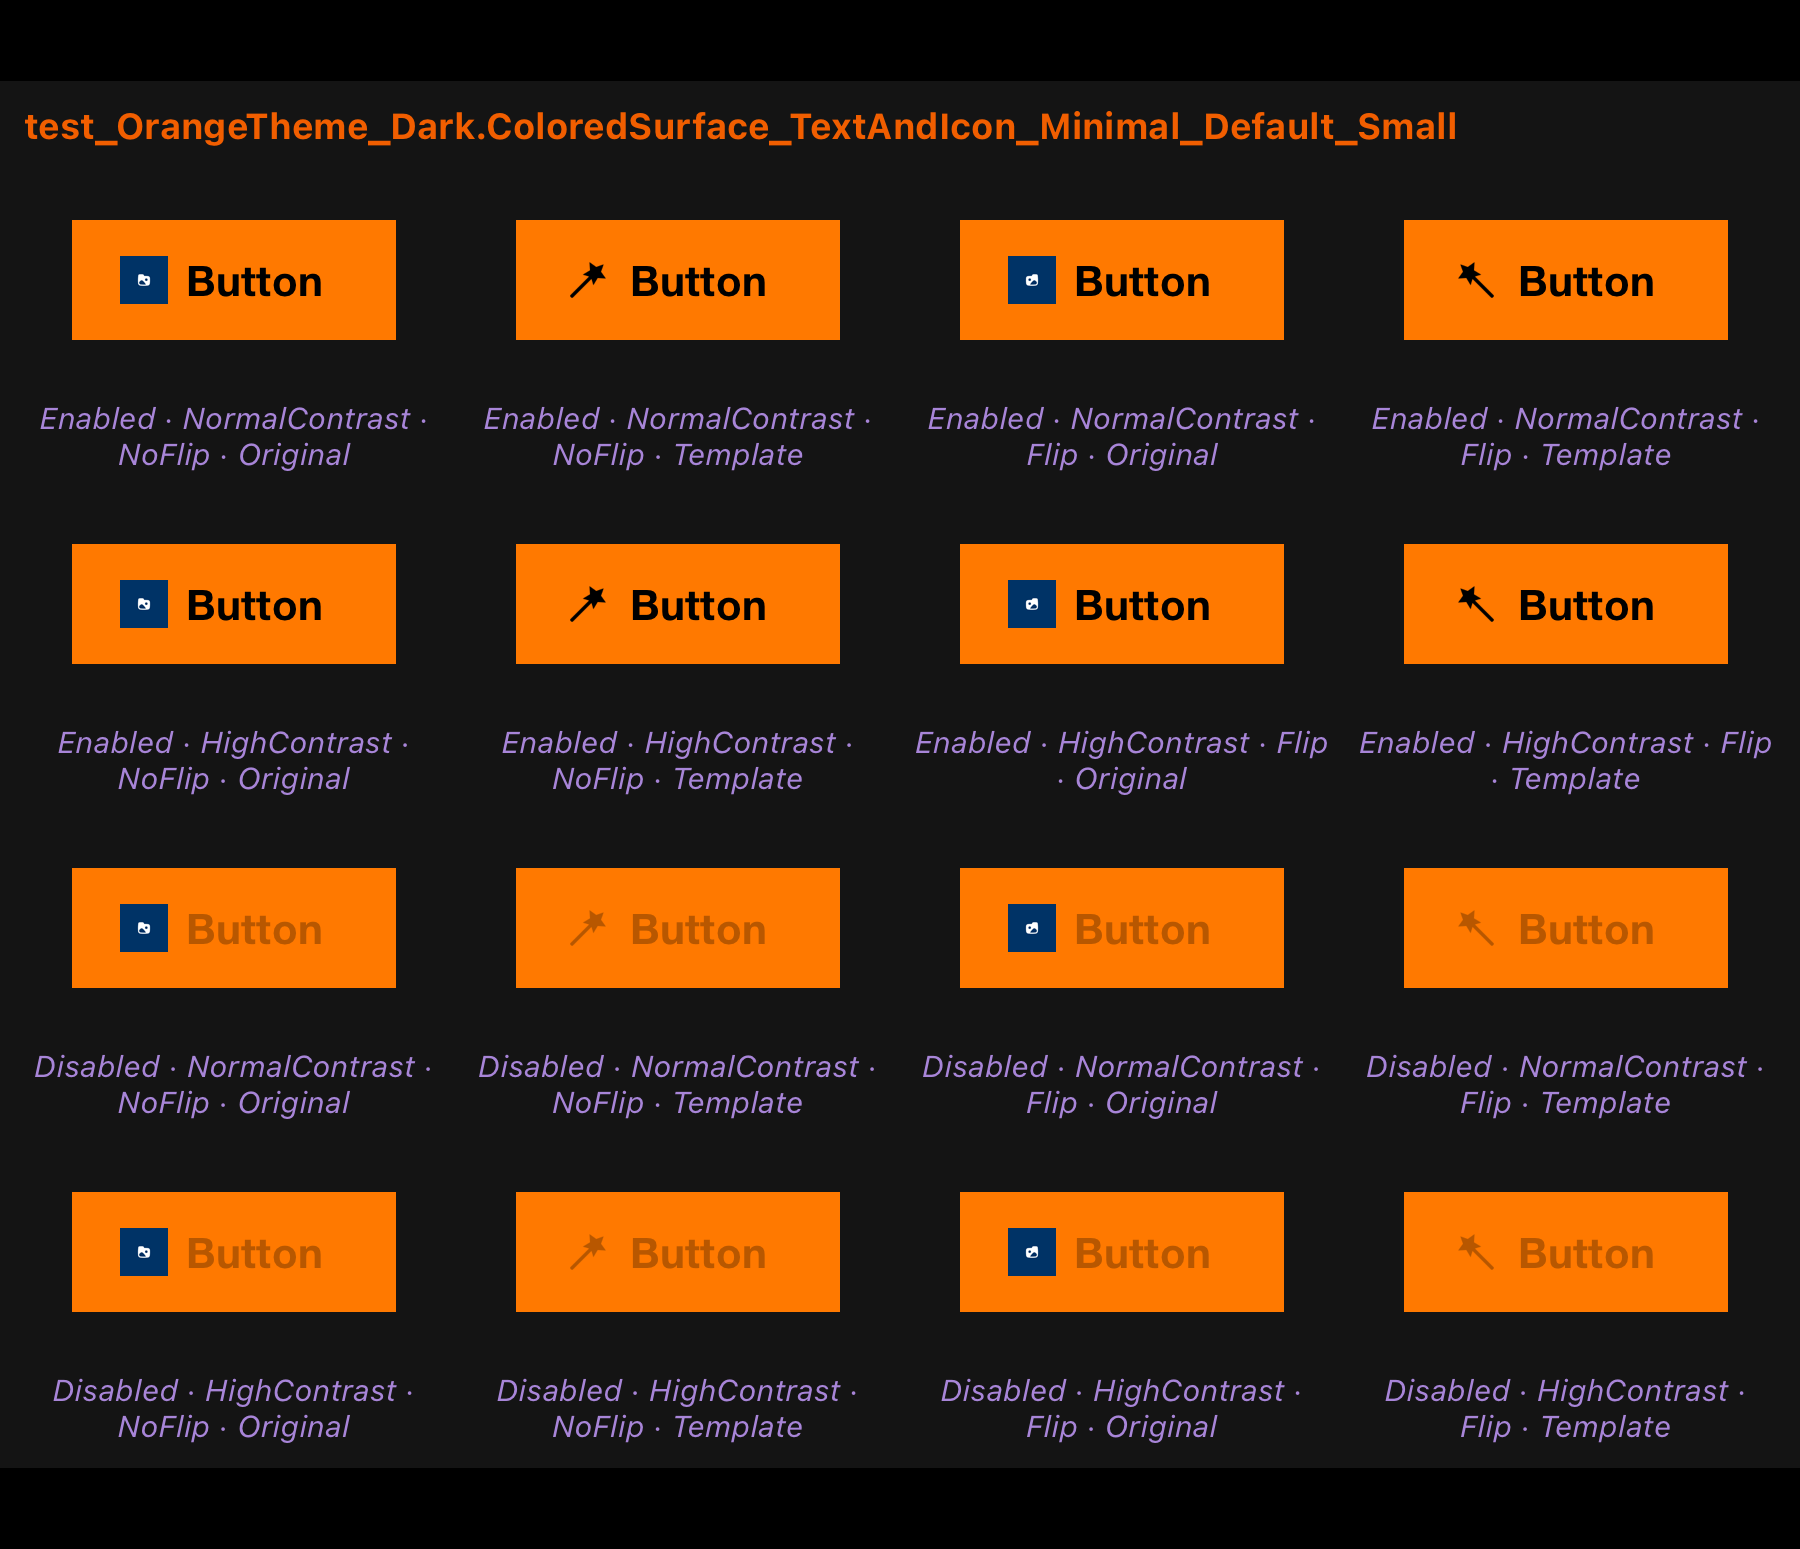 test_OrangeTheme_Dark.ColoredSurface_TextAndIcon_Minimal_Default_Small
Button Button Button Button
Enabled · NormalContrast · Enabled · NormalContrast · Enabled · NormalContrast · Enabled · NormalContrast ·
NoFlip · Original NoFlip · Template Flip · Original Flip · Template
Button Button Button Button
Enabled · HighContrast · Enabled · HighContrast · Enabled · HighContrast · Flip Enabled · HighContrast · Flip
NoFlip · Original NoFlip · Template · Original · Template
Button Button Button Button
Disabled · NormalContrast · Disabled · NormalContrast · Disabled · NormalContrast · Disabled · NormalContrast ·
NoFlip · Original NoFlip · Template Flip · Original Flip · Template
Button Button Button Button
Disabled · HighContrast · Disabled · HighContrast · Disabled · HighContrast · Disabled · HighContrast ·
NoFlip · Original NoFlip · Template Flip · Original Flip · Template